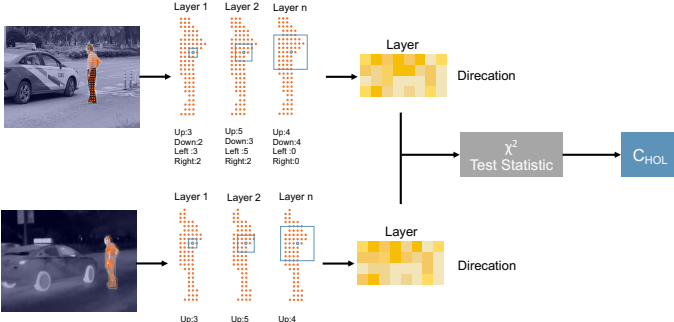 Layer 1
Layer 2
Layer n
Up:3
Down:2
Left :3
Right:2
Up:5
Down:3
Left :5
Right:2
Up:4
Down:4
Left :0
Right:0
Layer
Direcation
χ²
Test Statistic
C_HOL
Layer 1
Layer 2
Layer n
Up:3
Up:5
Up:4
Layer
Direcation